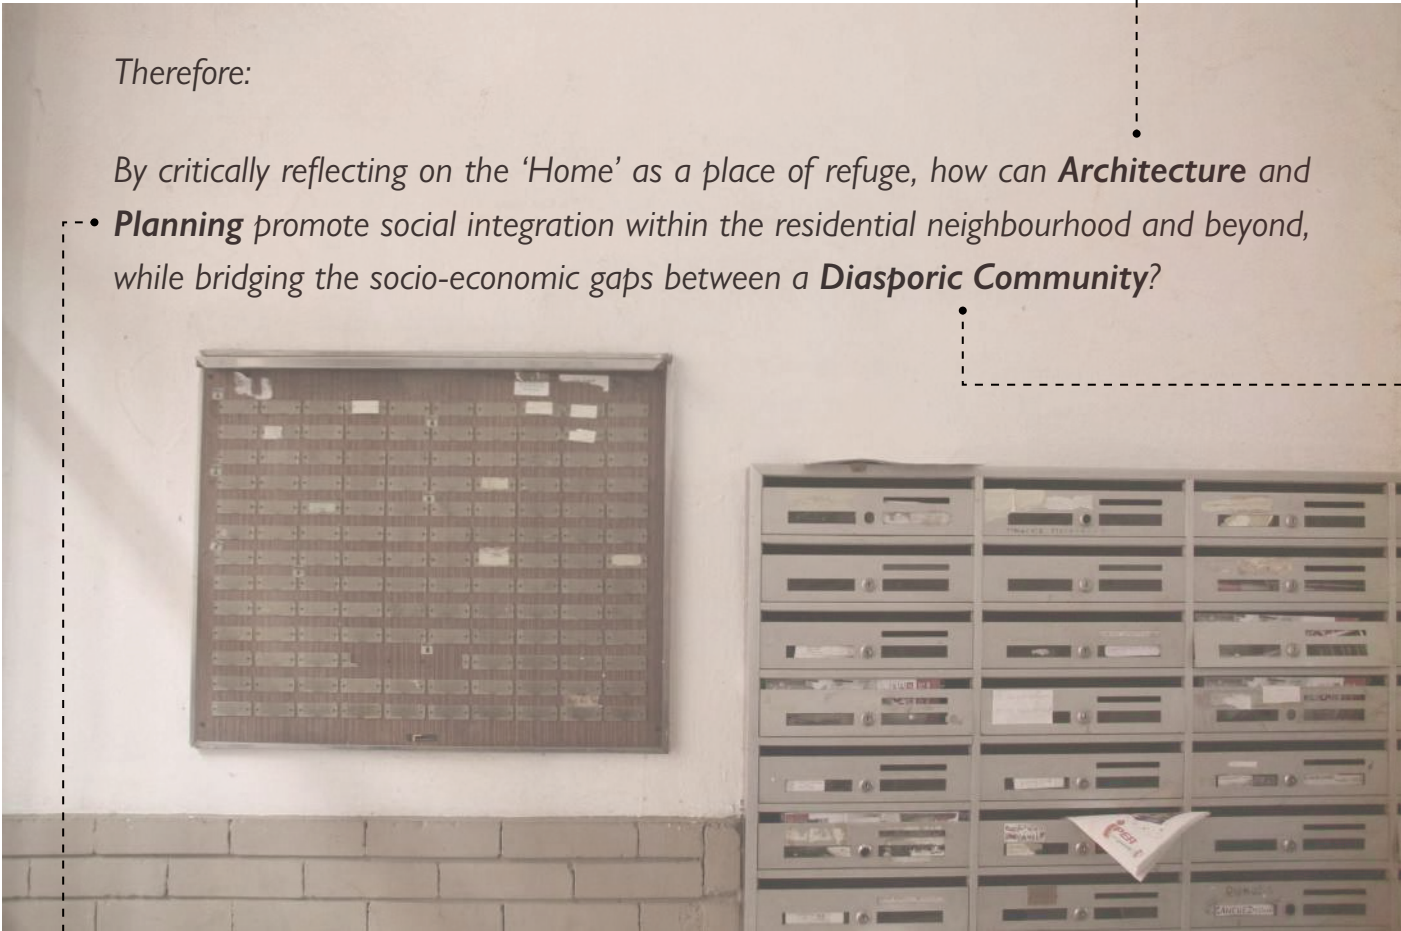 Therefore:
By critically reflecting on the ‘Home’ as a place of refuge, how can Architecture and
Planning promote social integration within the residential neighbourhood and beyond,
while bridging the socio-economic gaps between a Diasporic Community?